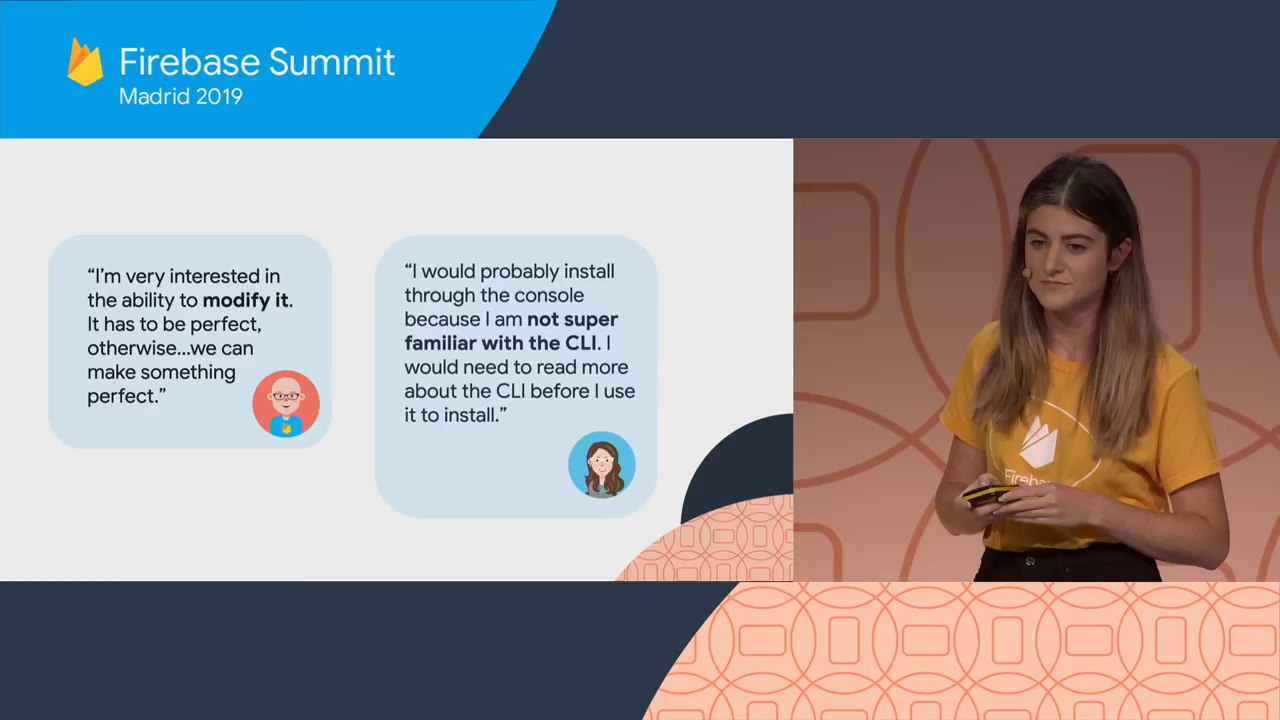 Firebase Summit
Madrid 2019
“I’m very interested in
the ability to modify it.
It has to be perfect,
otherwise...we can
make something
perfect.”
“I would probably install
through the console
because I am not super
familiar with the CLI. I
would need to read more
about the CLI before I use
it to install.”